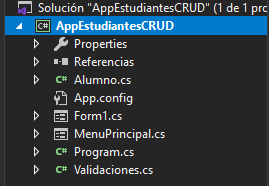 Solución "AppEstudiantesCRUD" (1 de 1 pro
C# AppEstudiantesCRUD
Properties
Referencias
C# Alumno.cs
App.config
Form1.cs
MenuPrincipal.cs
C# Program.cs
C# Validaciones.cs